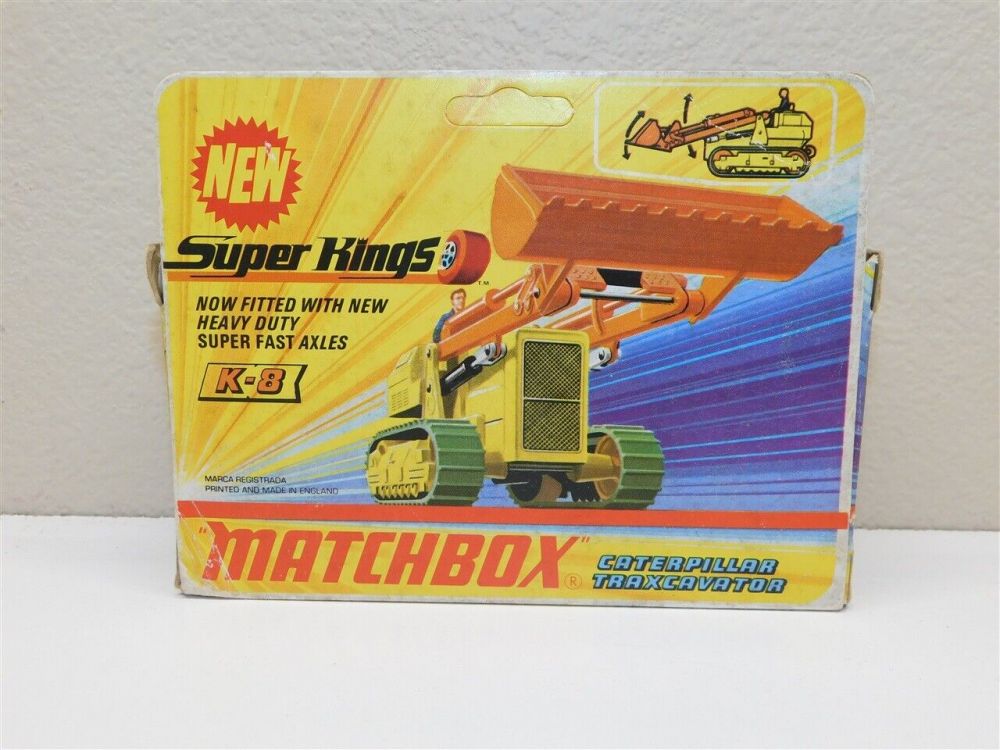 NEW
Super Kings
TM
NOW FITTED WITH NEW
HEAVY DUTY
SUPER FAST AXLES
K-8
MARCA REGISTRADA
PRINTED AND MADE IN ENGLAND
"MATCHBOX"®
CATERPILLAR
TRAXCAVATOR